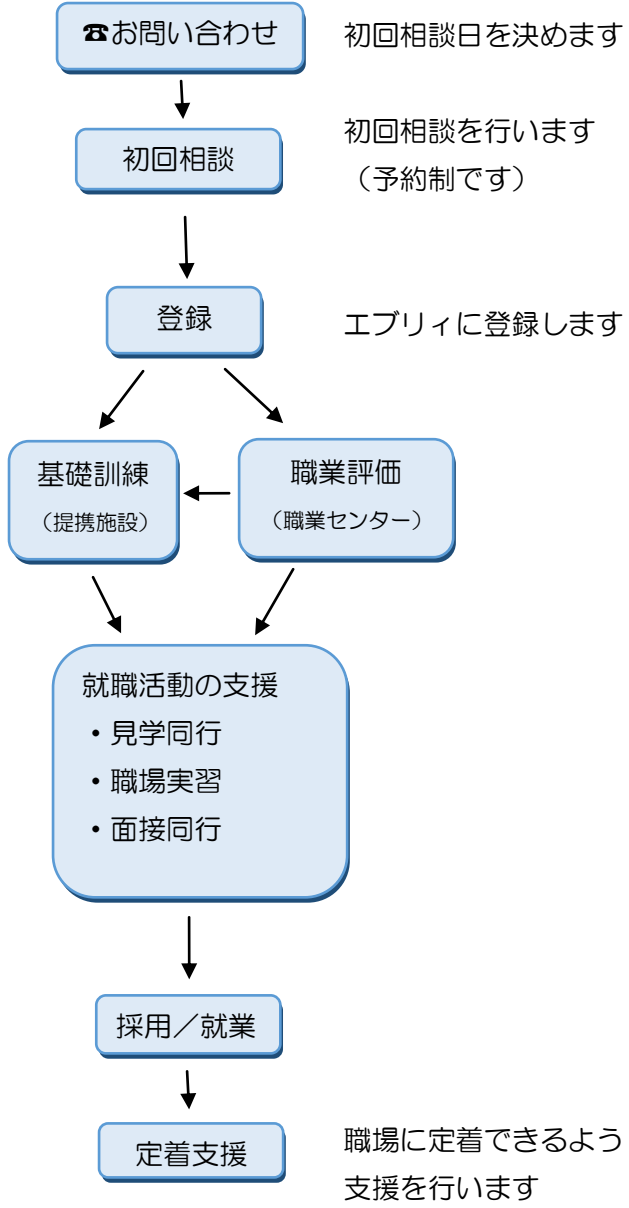 ☎お問い合わせ
初回相談日を決めます
初回相談
初回相談を行います
（予約制です）
登録
エブリィに登録します
基礎訓練
（提携施設）
職業評価
（職業センター）
就職活動の支援
・見学同行
・職場実習
・面接同行
採用／就業
定着支援
職場に定着できるよう
支援を行います